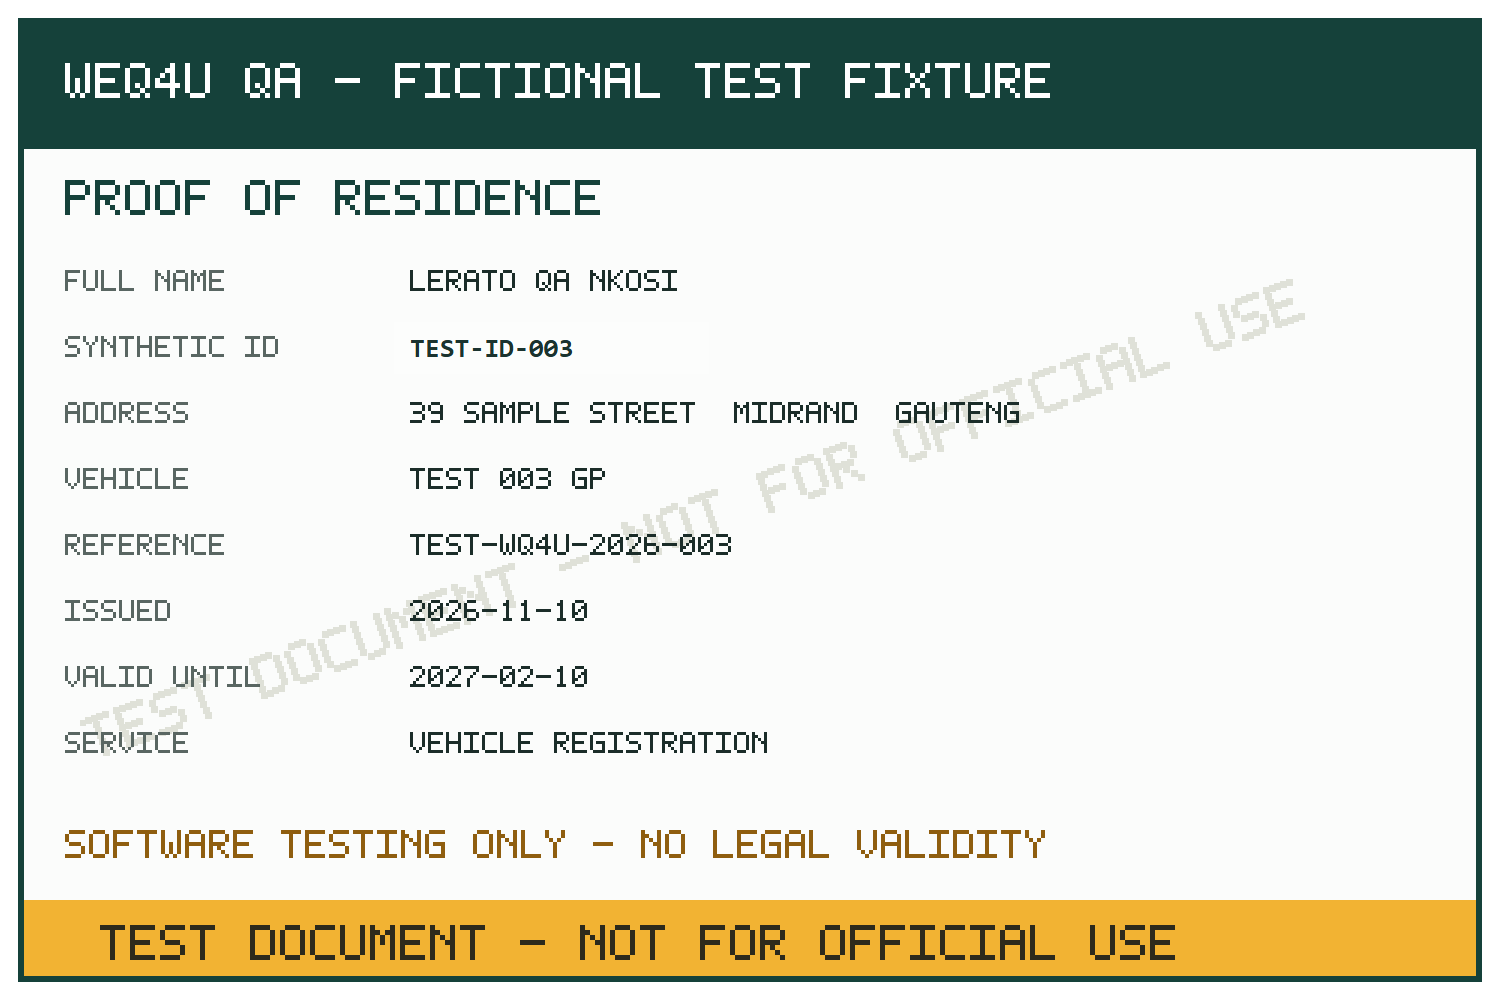 WEQ4U QA - FICTIONAL TEST FIXTURE
PROOF OF RESIDENCE
FULL NAME LERATO QA NKOSI
SYNTHETIC ID TEST-ID-003
ADDRESS 39 SAMPLE STREET MIDRAND GAUTENG
VEHICLE TEST 003 GP
REFERENCE TEST-WQ4U-2026-003
ISSUED 2026-11-10
VALID UNTIL 2027-02-10
SERVICE VEHICLE REGISTRATION
TEST DOCUMENT - NOT FOR OFFICIAL USE
SOFTWARE TESTING ONLY - NO LEGAL VALIDITY
TEST DOCUMENT - NOT FOR OFFICIAL USE